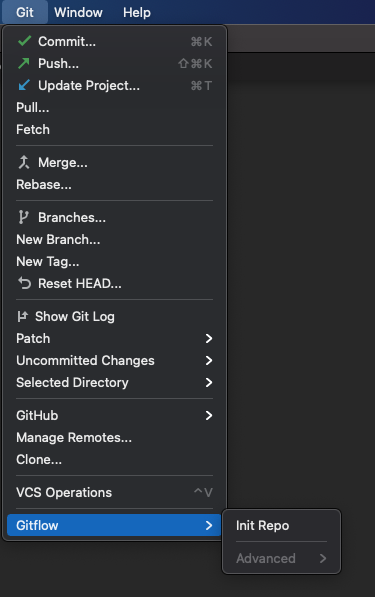 Git Window Help
Commit... ⌘K
Push... ⇧⌘K
Update Project... ⌘T
Pull...
Fetch
Merge...
Rebase...
Branches...
New Branch...
New Tag...
Reset HEAD...
Show Git Log
Patch
Uncommitted Changes
Selected Directory
GitHub
Manage Remotes...
Clone...
VCS Operations ^V
Gitflow
Init Repo
Advanced